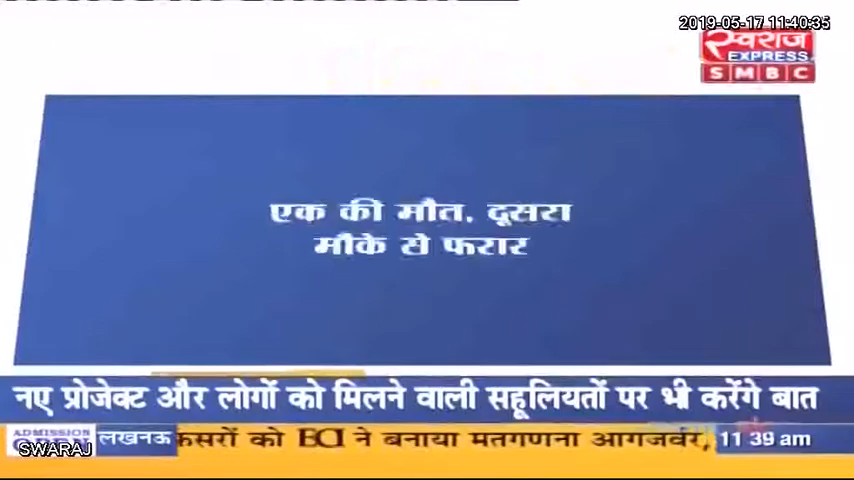 2019-05-17 11:40:35
स्वराज
EXPRESS
SMBC
एक की मौत, दूसरा
मौके से फरार
नए प्रोजेक्ट और लोगों को मिलने वाली सहूलियतों पर भी करेंगे बात
ADMISSION
SWARAJ
लखनऊ
को ECI ने बनाया मतगणना आगजर्वर,
11:39 am